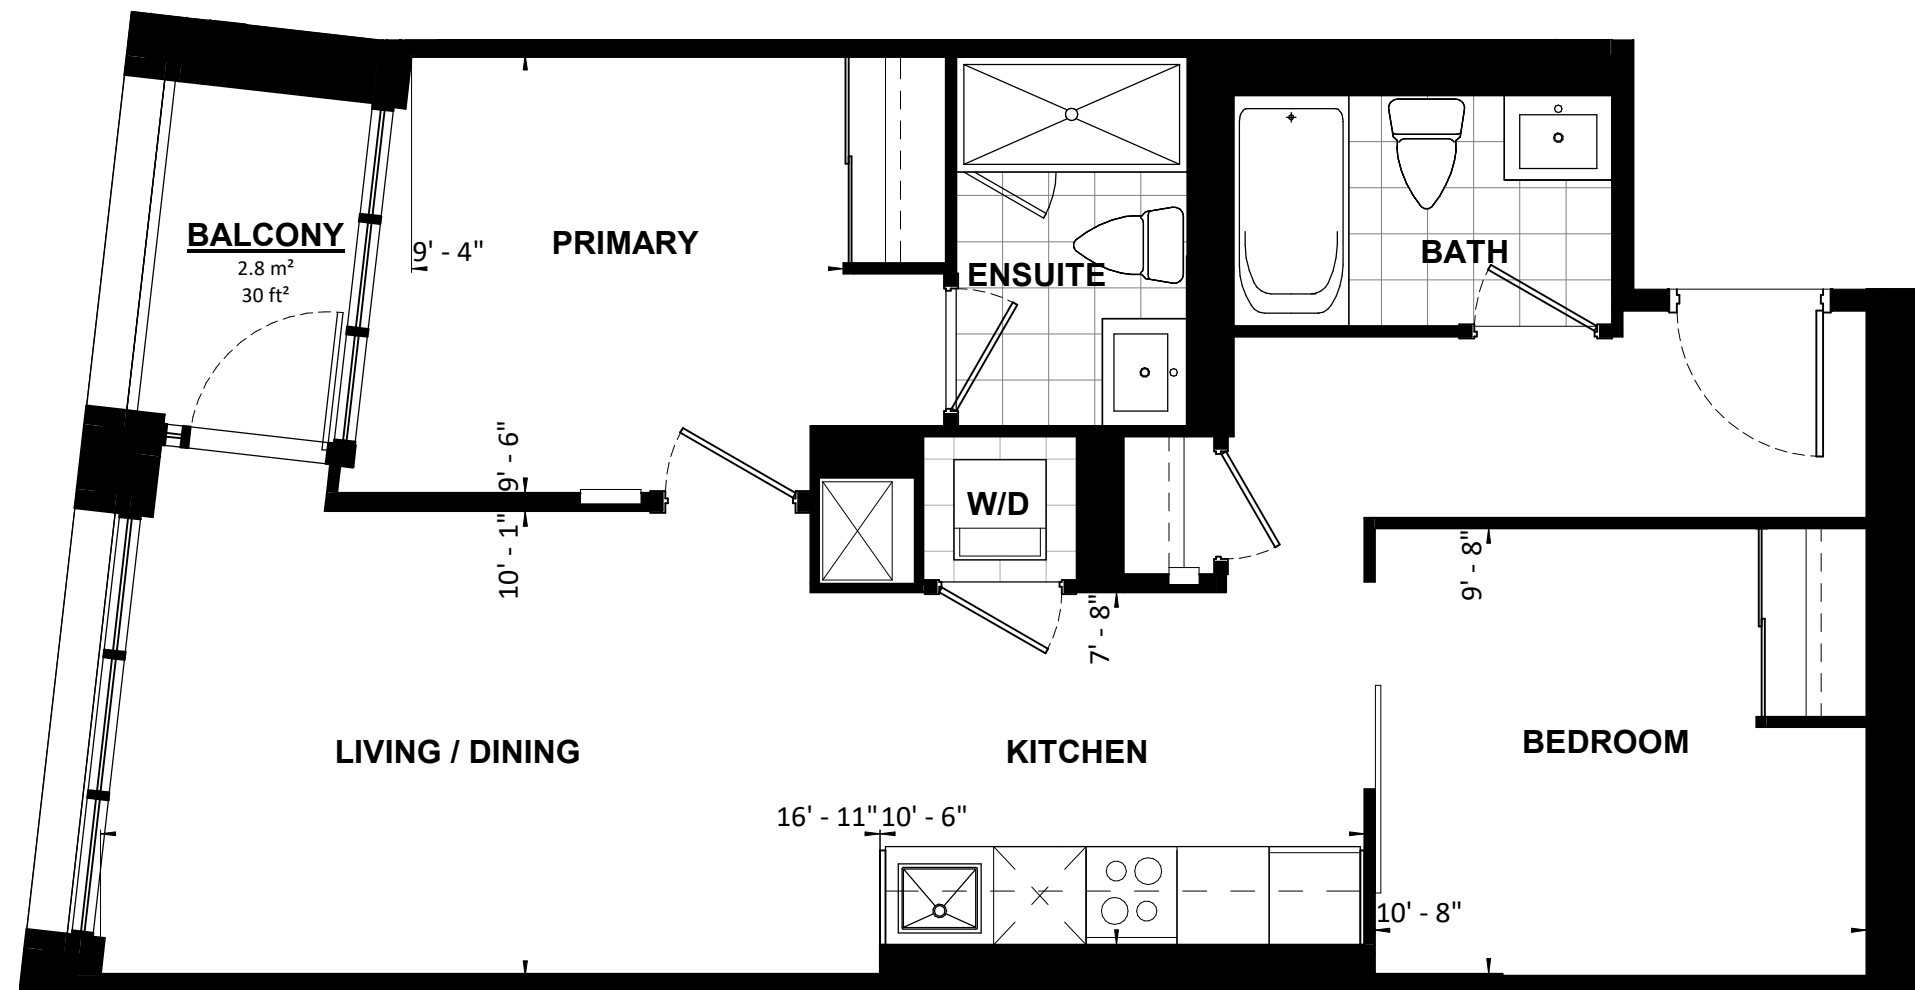 BALCONY
2.8 m²
30 ft²
9' - 4"
PRIMARY
ENSUITE
BATH
9' - 6"
10' - 1"
W/D
7' - 8"
9' - 8"
LIVING / DINING
KITCHEN
BEDROOM
16' - 11"
10' - 6"
10' - 8"